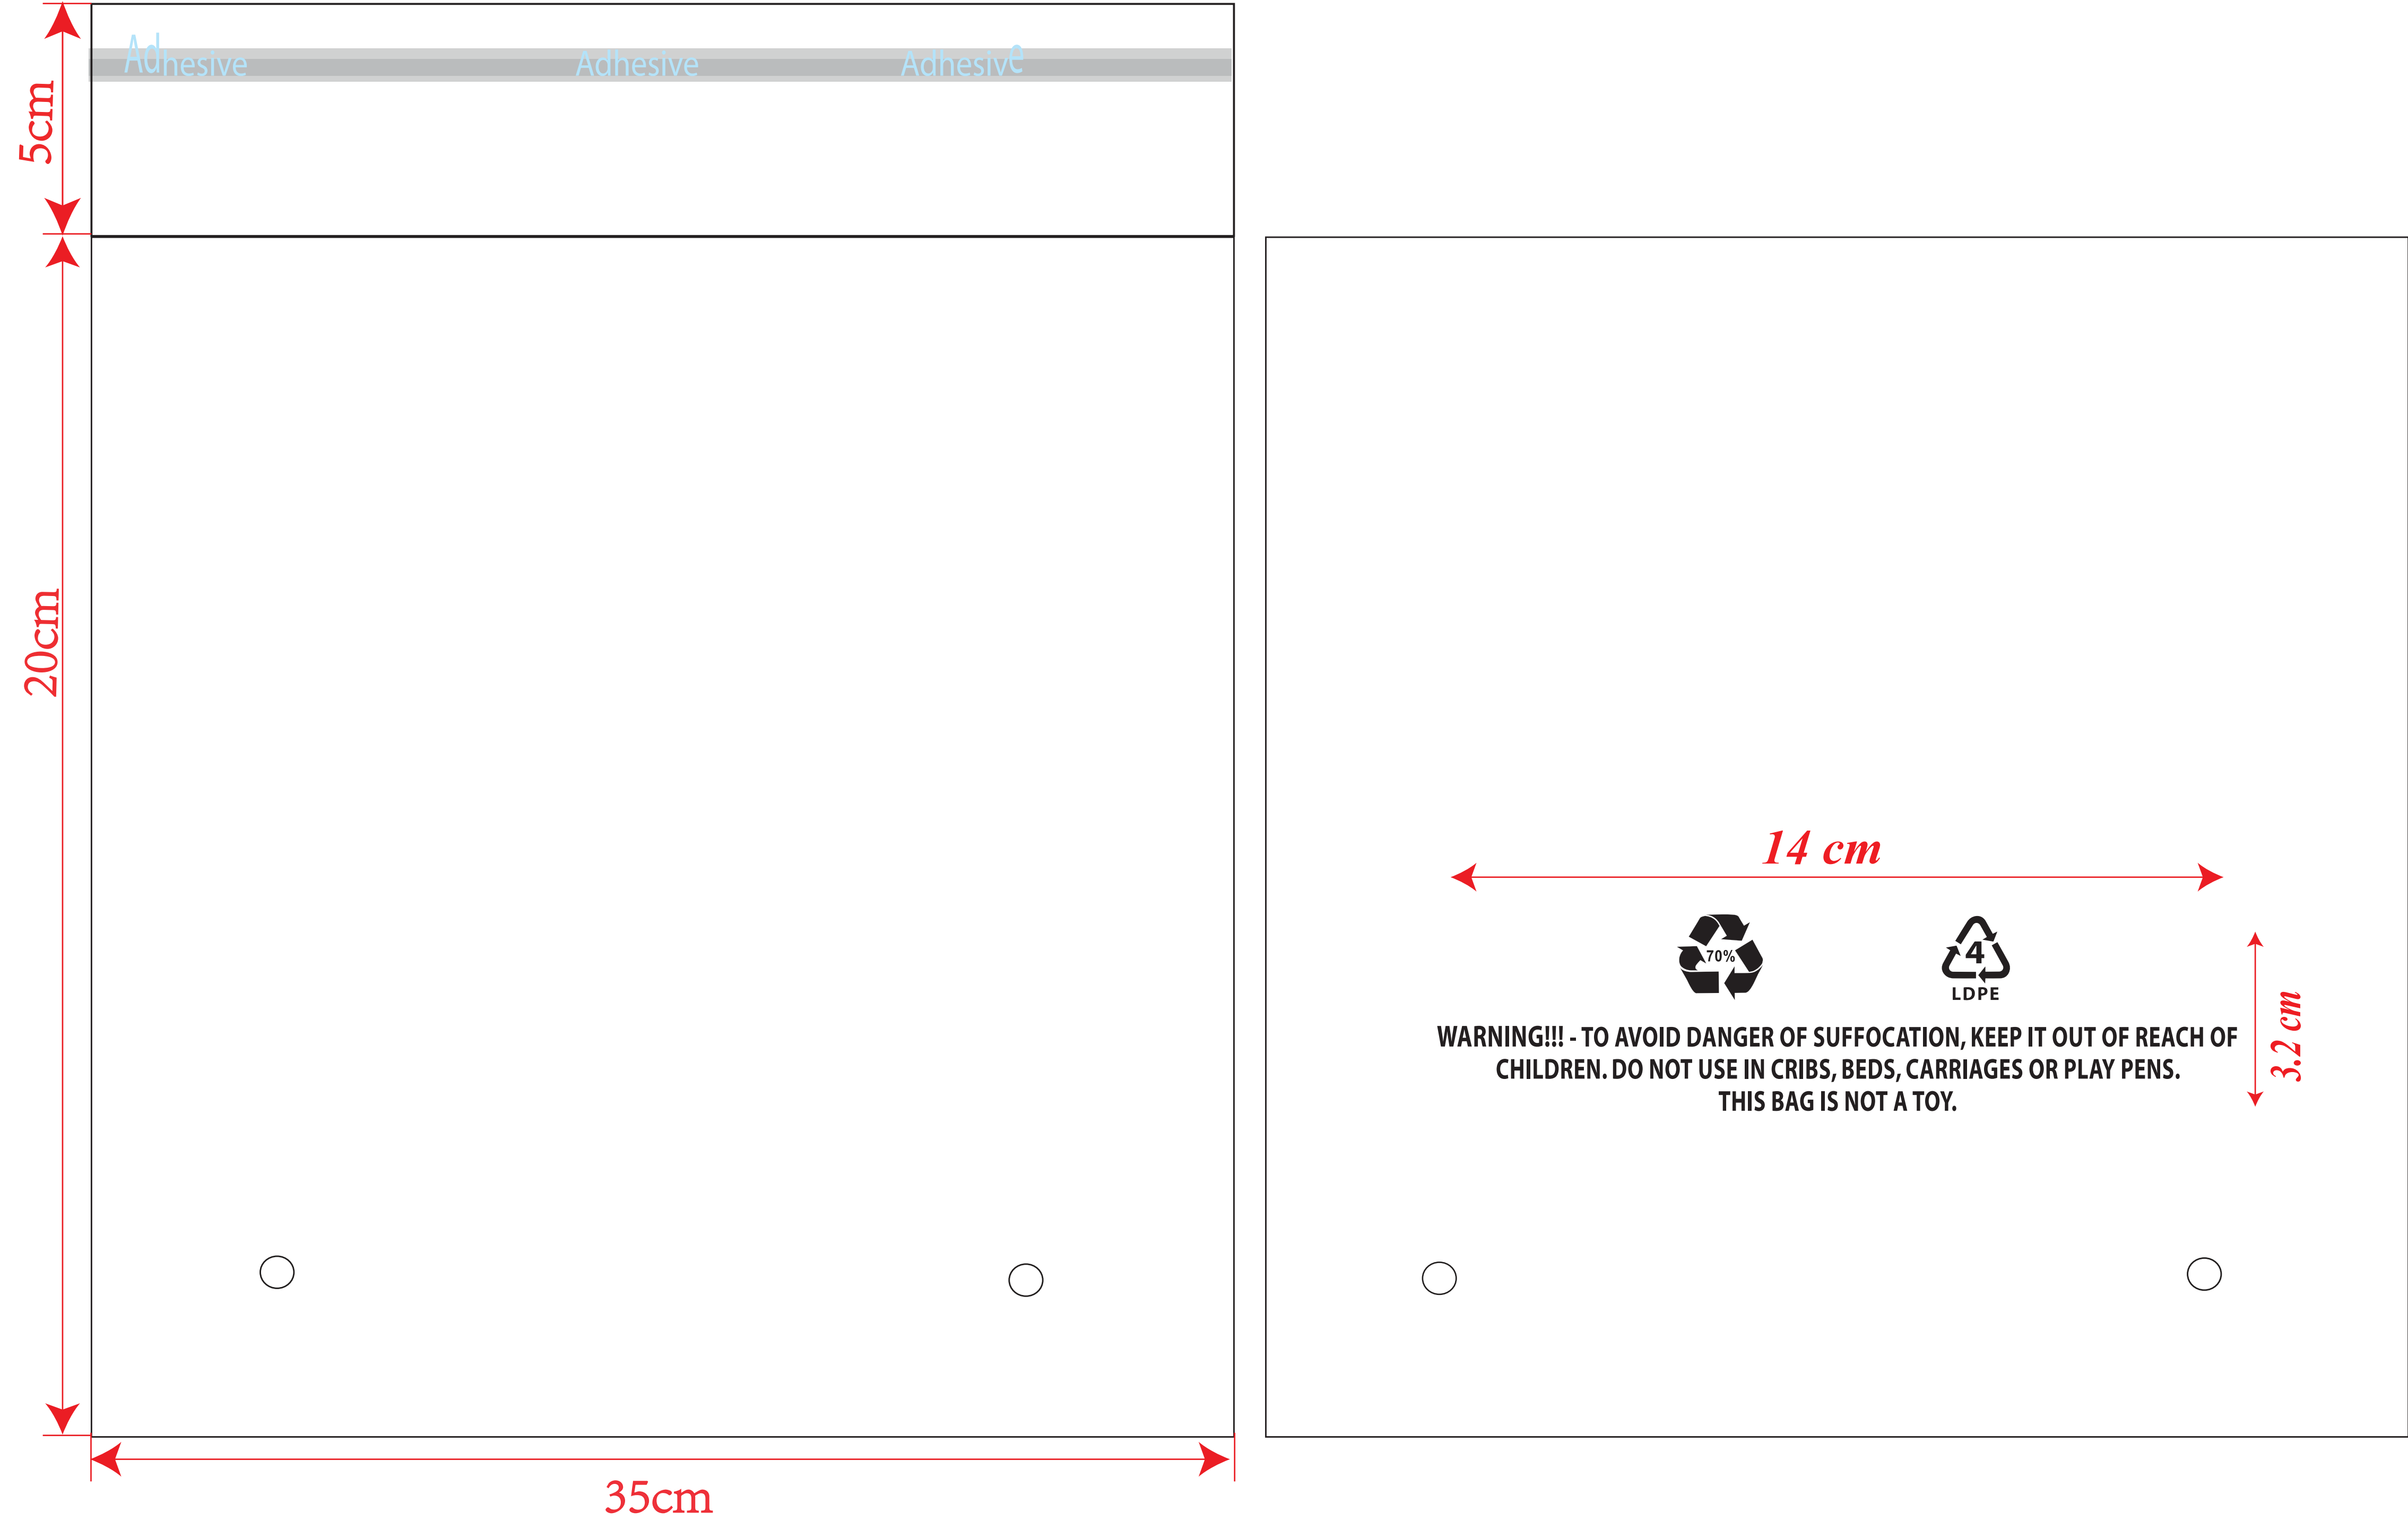 Adhesive Adhesive Adhesive
5cm
20cm
14 cm
70%
4
LDPE
3.2 cm
WARNING!!! - TO AVOID DANGER OF SUFFOCATION, KEEP IT OUT OF REACH OF
CHILDREN. DO NOT USE IN CRIBS, BEDS, CARRIAGES OR PLAY PENS.
THIS BAG IS NOT A TOY.
35cm